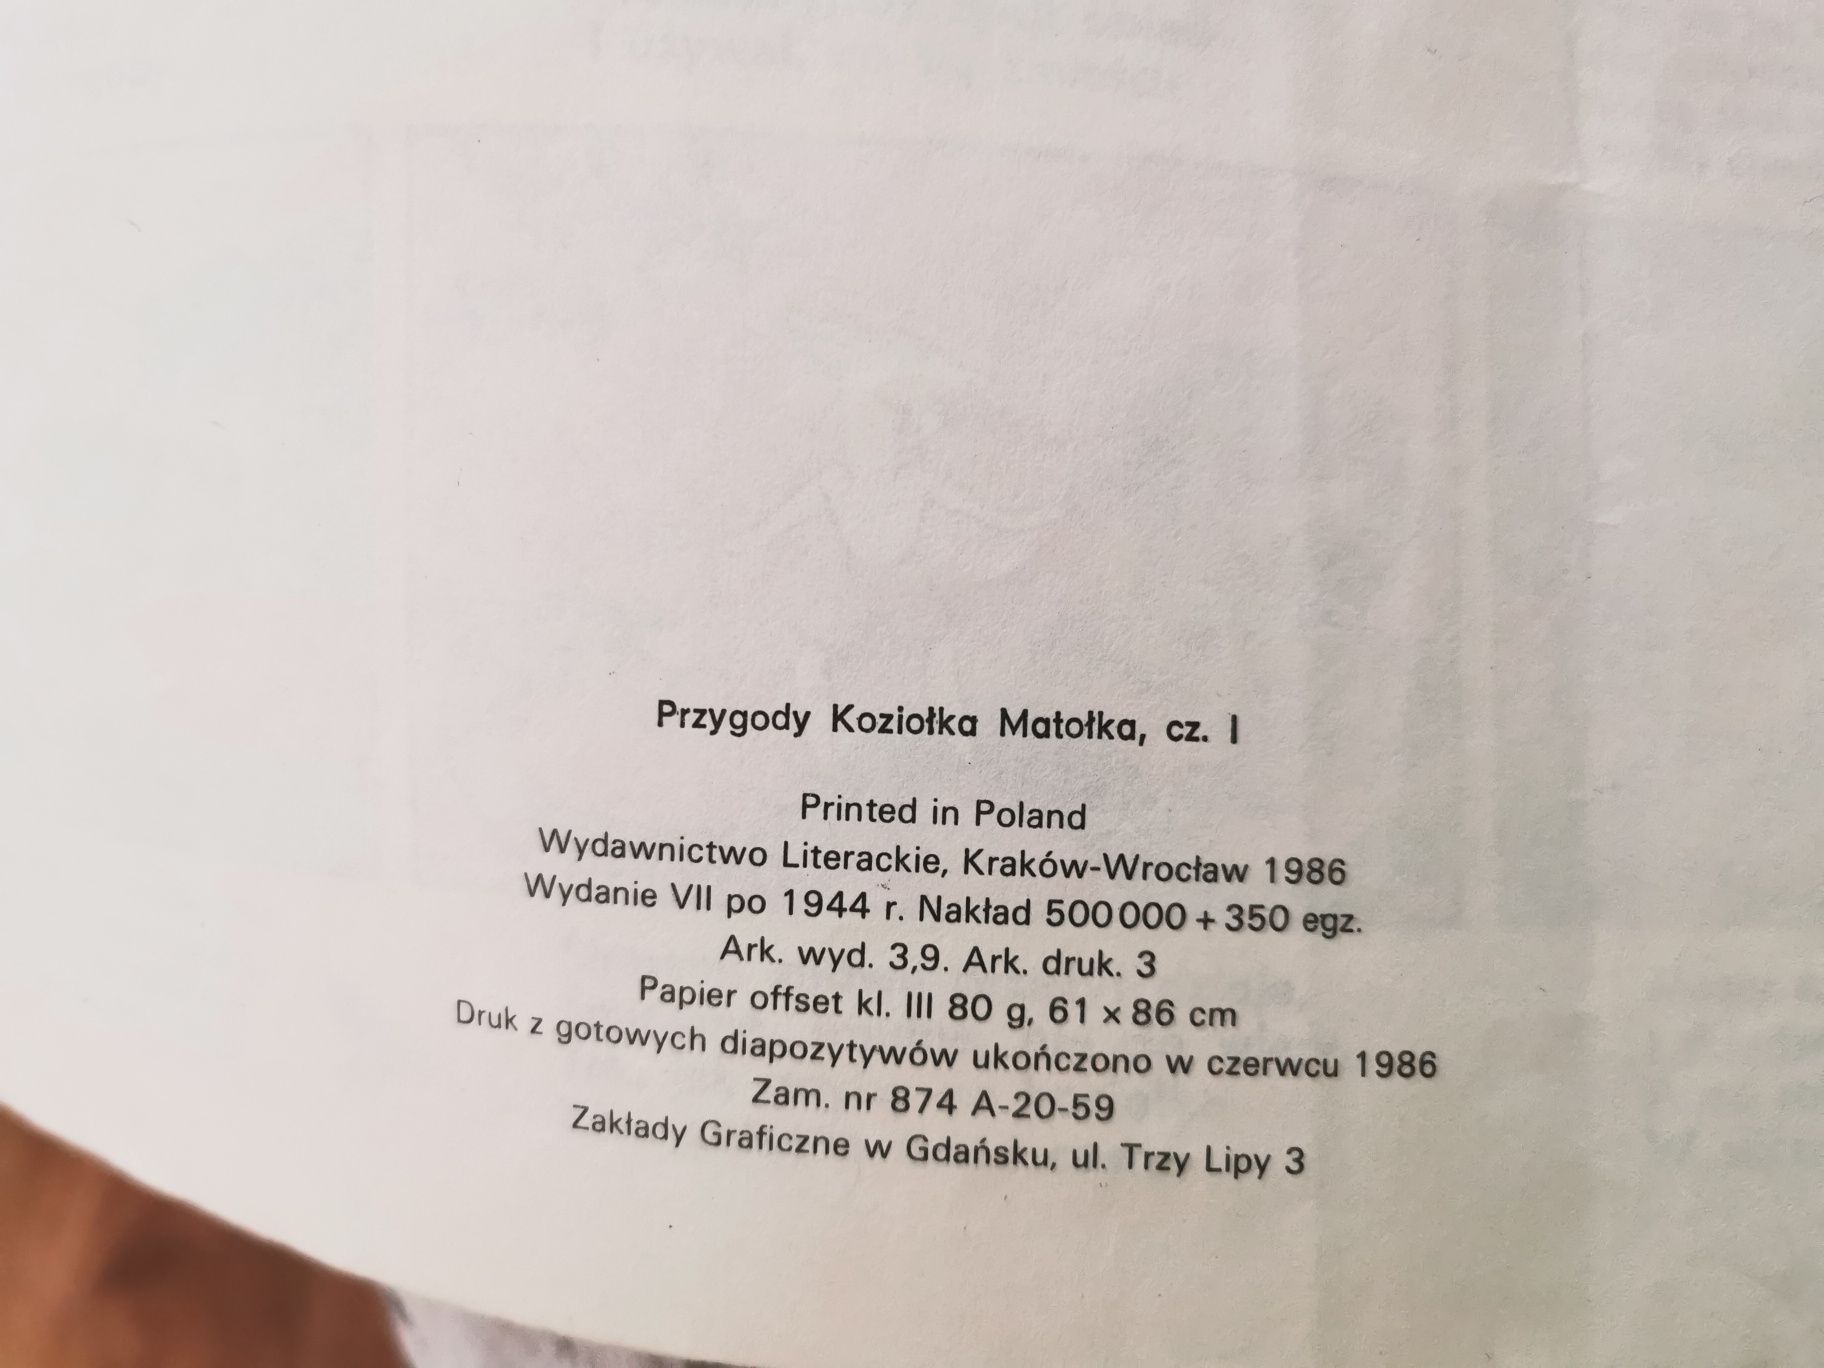 Przygody Koziołka Matołka, cz. I
Printed in Poland
Wydawnictwo Literackie, Kraków-Wrocław 1986
Wydanie VII po 1944 r. Nakład 500 000 + 350 egz.
Ark. wyd. 3,9. Ark. druk. 3
Papier offset kl. III 80 g, 61 x 86 cm
Druk z gotowych diapozytywów ukończono w czerwcu 1986
Zam. nr 874 A-20-59
Zakłady Graficzne w Gdańsku, ul. Trzy Lipy 3